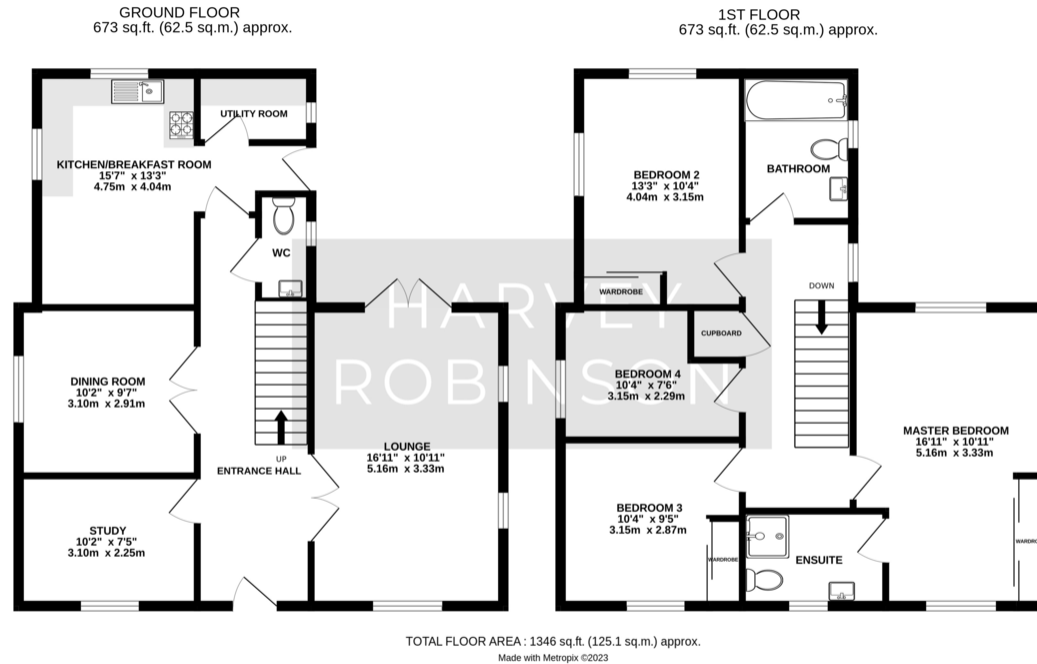 GROUND FLOOR
673 sq.ft. (62.5 sq.m.) approx.
UTILITY ROOM
KITCHEN/BREAKFAST ROOM
15'7" x 13'3"
4.75m x 4.04m
WC
DINING ROOM
10'2" x 9'7"
3.10m x 2.91m
UP
ENTRANCE HALL
LOUNGE
16'11" x 10'11"
5.16m x 3.33m
STUDY
10'2" x 7'5"
3.10m x 2.25m
1ST FLOOR
673 sq.ft. (62.5 sq.m.) approx.
BEDROOM 2
13'3" x 10'4"
4.04m x 3.15m
BATHROOM
WARDROBE
DOWN
CUPBOARD
BEDROOM 4
10'4" x 7'6"
3.15m x 2.29m
MASTER BEDROOM
16'11" x 10'11"
5.16m x 3.33m
BEDROOM 3
10'4" x 9'5"
3.15m x 2.87m
WARDROBE
ENSUITE
WARDRO
HARVEY
ROBINSON
TOTAL FLOOR AREA : 1346 sq.ft. (125.1 sq.m.) approx.
Made with Metropix ©2023